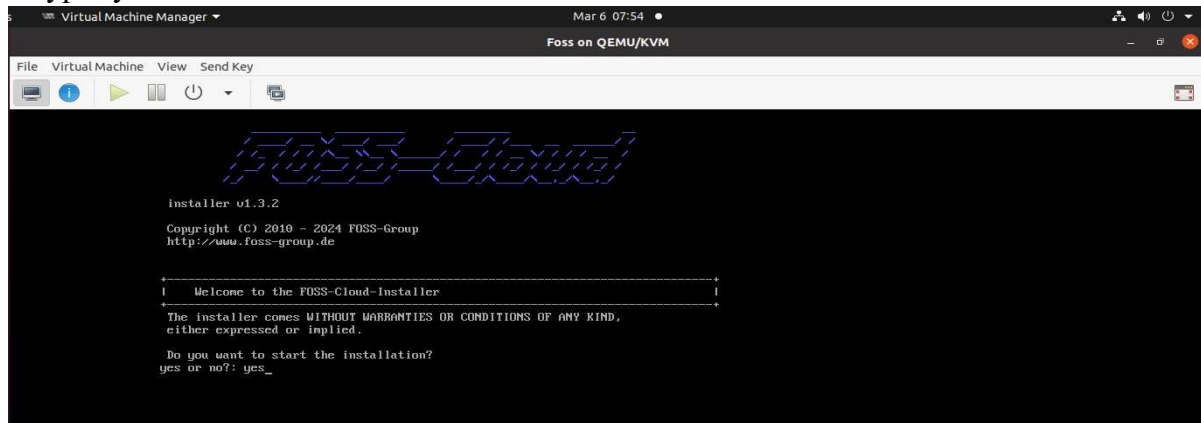 Virtual Machine Manager
Mar 6 07:54
Foss on QEMU/KVM
File Virtual Machine View Send Key
FOSS-Cloud
installer v1.3.2
Copyright (C) 2010 - 2024 FOSS-Group
http://www.foss-group.de
Welcome to the FOSS-Cloud-Installer
The installer comes WITHOUT WARRANTIES OR CONDITIONS OF ANY KIND,
either expressed or implied.
Do you want to start the installation?
yes or no?: yes_